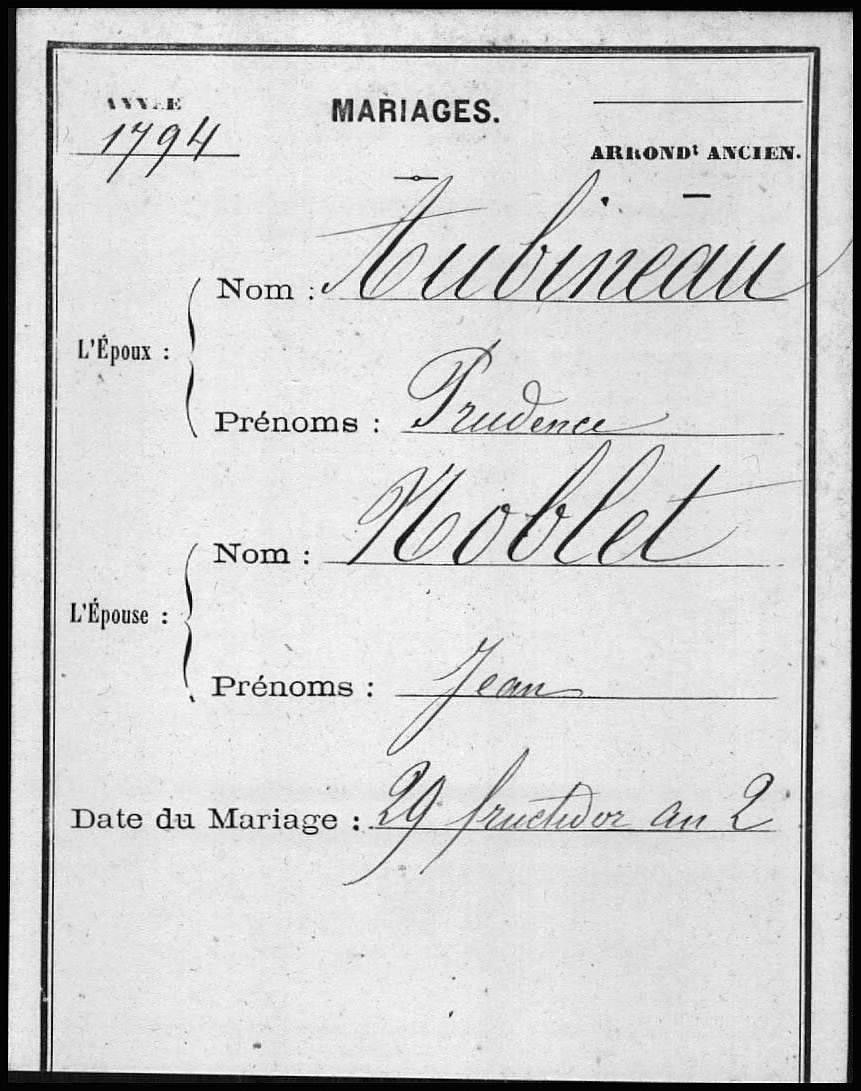 ANNÉE
MARIAGES.
1794
ARRONDt ANCIEN.
Nom : Aubineau
L'Époux :
Prénoms : Prudence
Nom : Noblet
L'Épouse :
Prénoms : Jean
Date du Mariage : 29 fructidor an 2